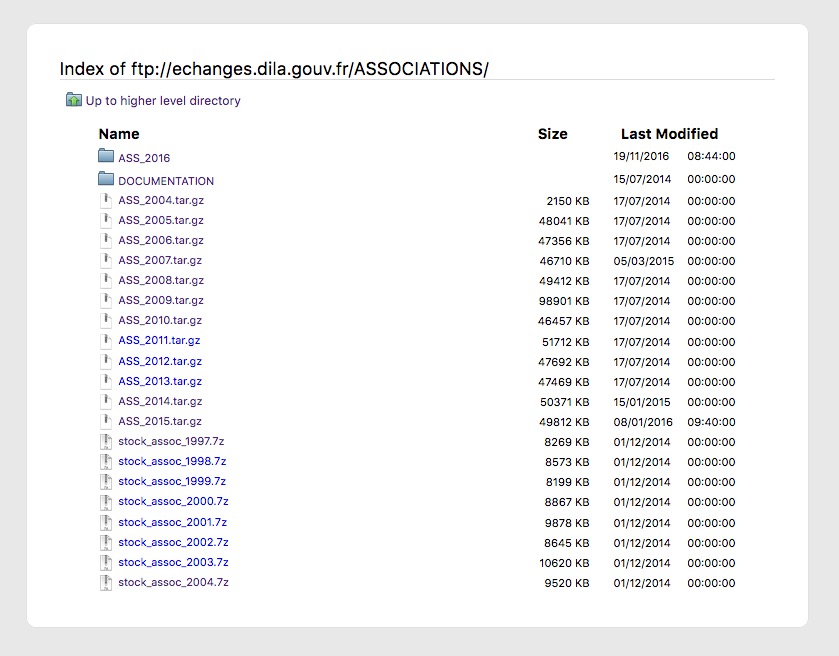 Index of ftp://echanges.dila.gouv.fr/ASSOCIATIONS/
Up to higher level directory
Name Size Last Modified
ASS_2016 19/11/2016 08:44:00
DOCUMENTATION 15/07/2014 00:00:00
ASS_2004.tar.gz 2150 KB 17/07/2014 00:00:00
ASS_2005.tar.gz 48041 KB 17/07/2014 00:00:00
ASS_2006.tar.gz 47356 KB 17/07/2014 00:00:00
ASS_2007.tar.gz 46710 KB 05/03/2015 00:00:00
ASS_2008.tar.gz 49412 KB 17/07/2014 00:00:00
ASS_2009.tar.gz 98901 KB 17/07/2014 00:00:00
ASS_2010.tar.gz 46457 KB 17/07/2014 00:00:00
ASS_2011.tar.gz 51712 KB 17/07/2014 00:00:00
ASS_2012.tar.gz 47692 KB 17/07/2014 00:00:00
ASS_2013.tar.gz 47469 KB 17/07/2014 00:00:00
ASS_2014.tar.gz 50371 KB 15/01/2015 00:00:00
ASS_2015.tar.gz 49812 KB 08/01/2016 09:40:00
stock_assoc_1997.7z 8269 KB 01/12/2014 00:00:00
stock_assoc_1998.7z 8573 KB 01/12/2014 00:00:00
stock_assoc_1999.7z 8199 KB 01/12/2014 00:00:00
stock_assoc_2000.7z 8867 KB 01/12/2014 00:00:00
stock_assoc_2001.7z 9878 KB 01/12/2014 00:00:00
stock_assoc_2002.7z 8645 KB 01/12/2014 00:00:00
stock_assoc_2003.7z 10620 KB 01/12/2014 00:00:00
stock_assoc_2004.7z 9520 KB 01/12/2014 00:00:00